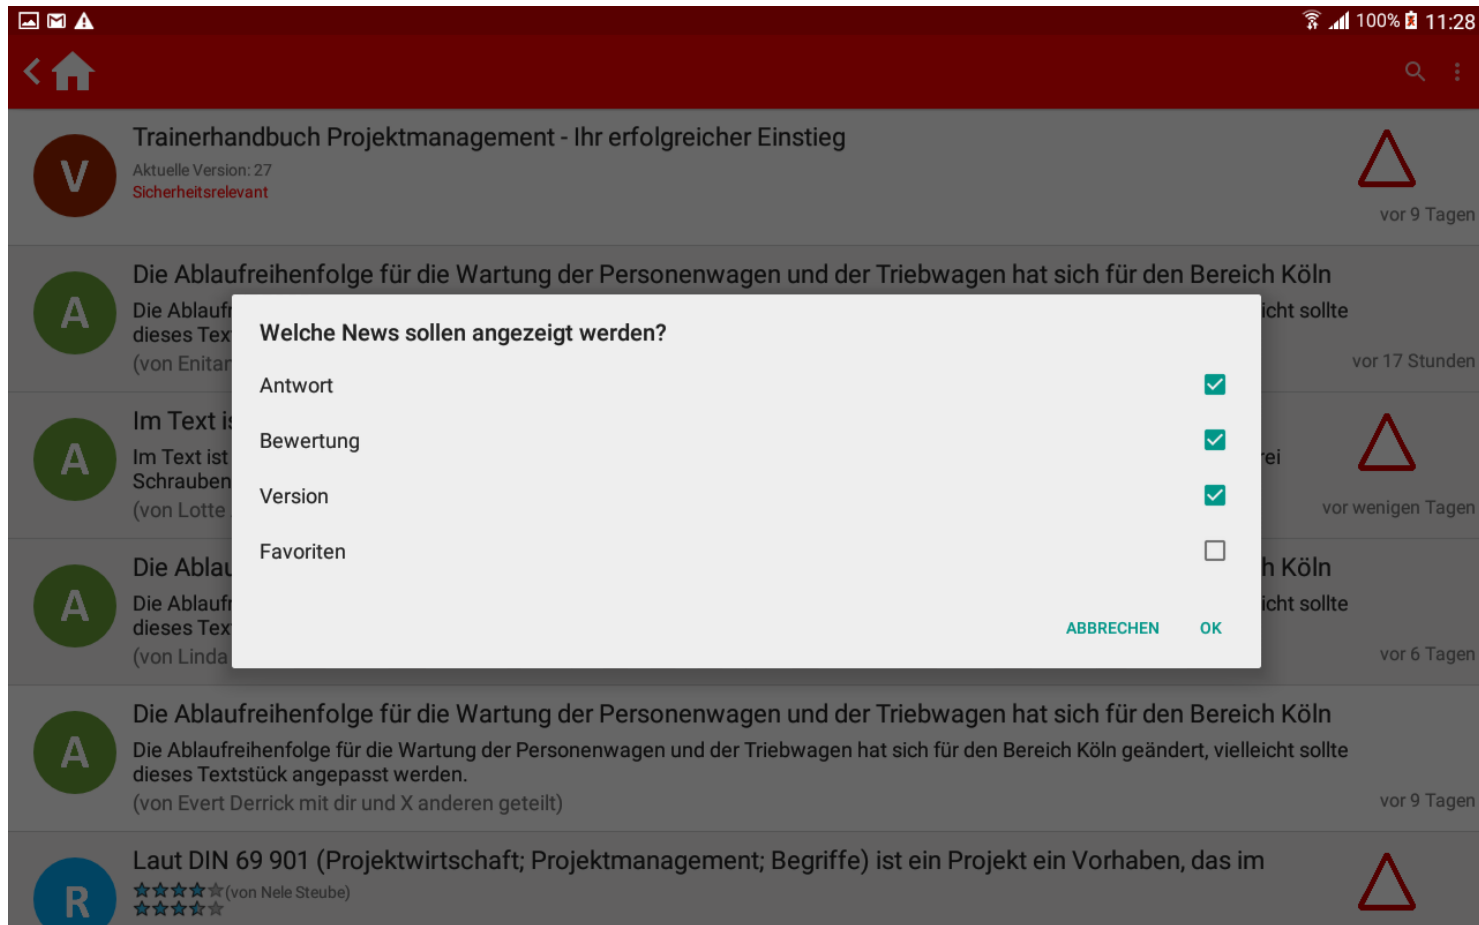 100% 11:28
V
Trainerhandbuch Projektmanagement - Ihr erfolgreicher Einstieg
Aktuelle Version: 27
Sicherheitsrelevant
vor 9 Tagen
A
Die Ablaufreihenfolge für die Wartung der Personenwagen und der Triebwagen hat sich für den Bereich Köln
Die Ablaufr icht sollte
dieses Tex
(von Enitan
vor 17 Stunden
A
Im Text is
Im Text ist rei
Schrauben
(von Lotte
vor wenigen Tagen
A
Die Ablau h Köln
Die Ablaufr icht sollte
dieses Tex
(von Linda
vor 6 Tagen
Welche News sollen angezeigt werden?
Antwort
Bewertung
Version
Favoriten
ABBRECHEN OK
A
Die Ablaufreihenfolge für die Wartung der Personenwagen und der Triebwagen hat sich für den Bereich Köln
Die Ablaufreihenfolge für die Wartung der Personenwagen und der Triebwagen hat sich für den Bereich Köln geändert, vielleicht sollte
dieses Textstück angepasst werden.
(von Evert Derrick mit dir und X anderen geteilt)
vor 9 Tagen
R
Laut DIN 69 901 (Projektwirtschaft; Projektmanagement; Begriffe) ist ein Projekt ein Vorhaben, das im
(von Nele Steube)